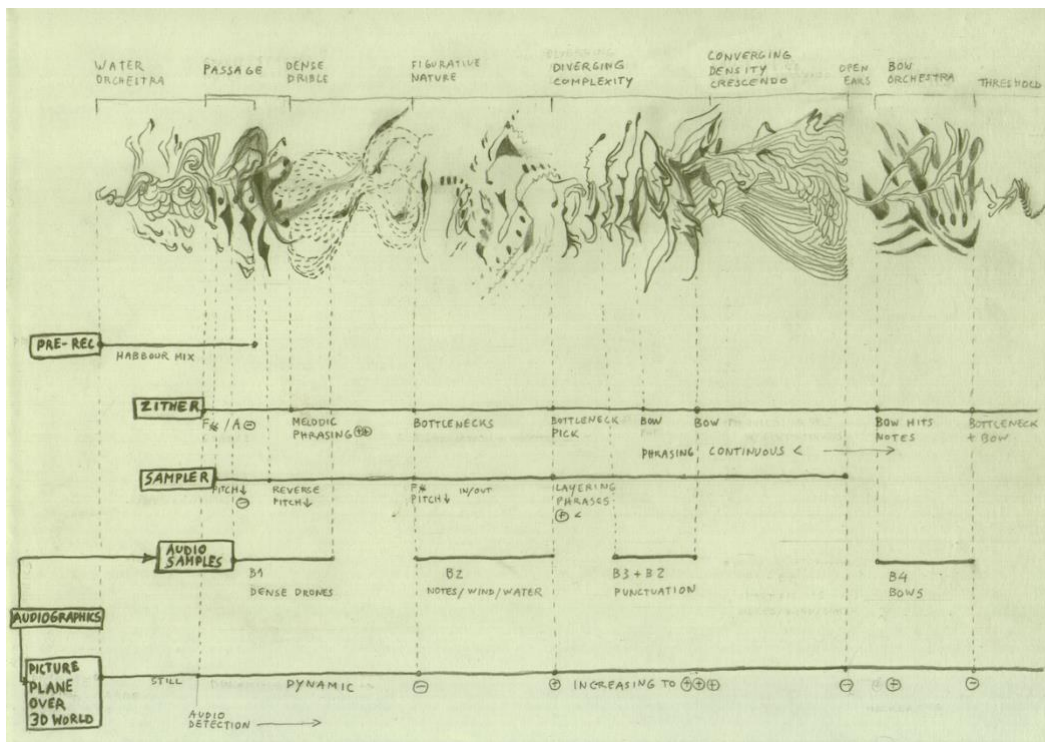 WATER
ORCHESTRA
PASSAGE
DENSE
DRIBLE
FIGURATIVE
NATURE
DIVERGING
COMPLEXITY
CONVERGING
DENSITY
CRESCENDO
OPEN
EARS
BOW
ORCHESTRA
THRESHOLD
PRE-REC
HABBOUR MIX
ZITHER
F# / A ⊖
MELODIC
PHRASING ⊕⊕
BOTTLENECKS
BOTTLENECK
PICK
BOW
BOW
BOW HITS
NOTES
BOTTLENECK
+ BOW
PHRASING CONTINUOUS < →
SAMPLER
PITCH↓
⊖
REVERSE
PITCH↓
F#
PITCH↓ IN/OUT
LAYERING
PHRASES
⊕ <
AUDIO
SAMPLES
B1
DENSE DRONES
B2
NOTES/WIND/WATER
B3 + B2
PUNCTUATION
B4
BOWS
AUDIOGRAPHICS
PICTURE
PLANE
OVER
3D WORLD
STILL
DYNAMIC
⊖
⊕ INCREASING TO ⊕⊕⊕
⊖ ⊕
⊖
AUDIO
DETECTION →